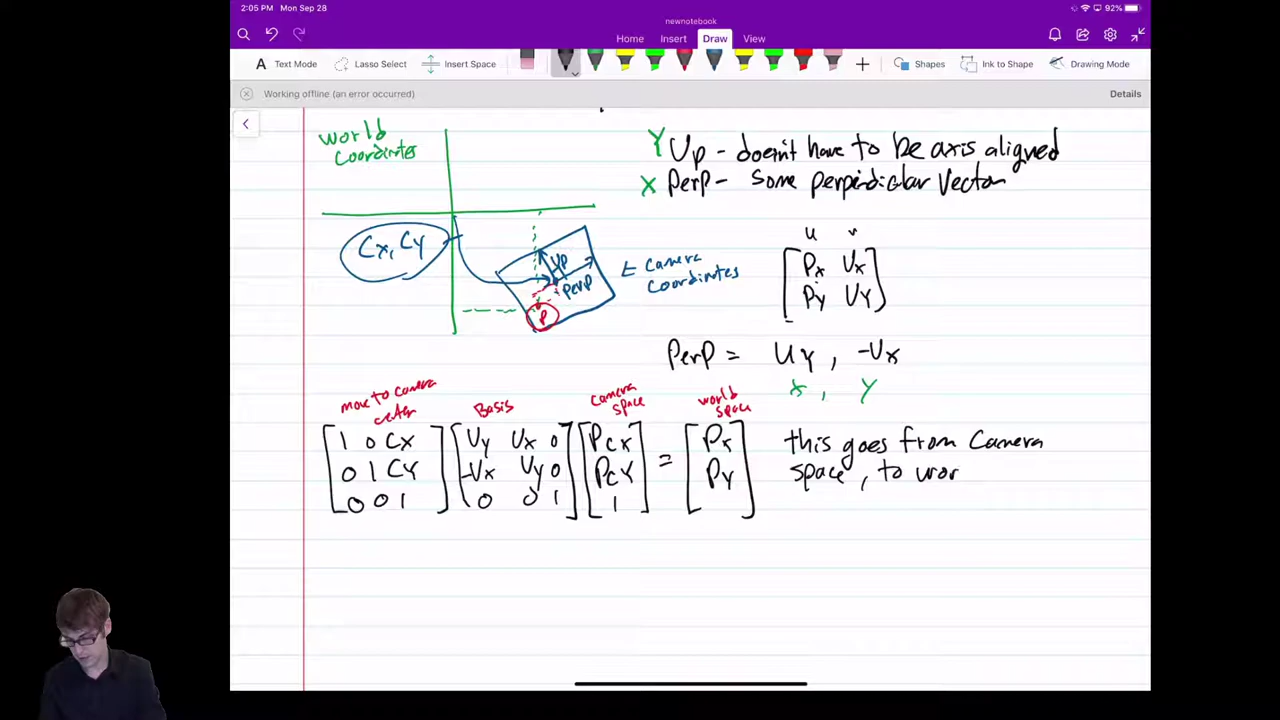 2:05 PM Mon Sep 28
92%
newnotebook
Home Insert Draw View
A Text Mode Lasso Select Insert Space Shapes Ink to Shape Drawing Mode
Working offline (an error occurred) Details
World
Coordinates
Y Up - doesn't have to be axis aligned
X Perp - Some perpendicular Vector
Cx, Cy
Up
Perp
P
← Camera
Coordinates
u v
Px Ux
Py Uy
Perp = Uy, -Ux
x, y
move to camera
center
Basis
camera
space
world
space
1 0 Cx Uy Ux 0 Pcx Px
0 1 Cy -Ux Uy 0 Pcy = Py
0 0 1 0 0 1 1
this goes from Camera
space, to wor